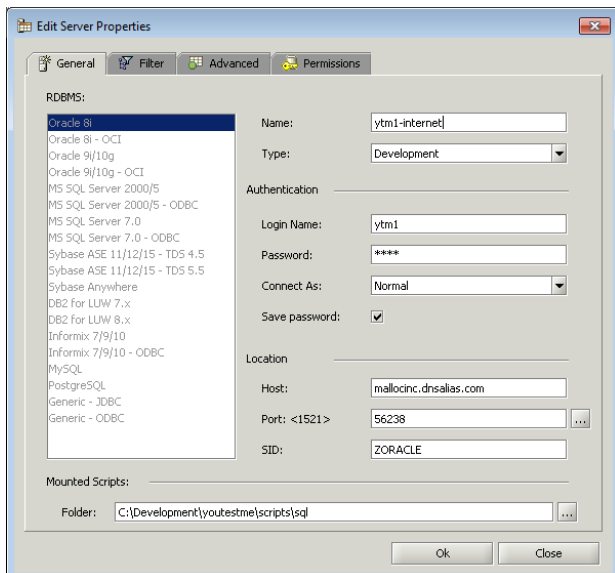 Edit Server Properties
General Filter Advanced Permissions
RDBMS:
Oracle 8i
Oracle 8i - OCI
Oracle 9i/10g
Oracle 9i/10g - OCI
MS SQL Server 2000/5
MS SQL Server 2000/5 - ODBC
MS SQL Server 7.0
MS SQL Server 7.0 - ODBC
Sybase ASE 11/12/15 - TDS 4.5
Sybase ASE 11/12/15 - TDS 5.5
Sybase Anywhere
DB2 for LUW 7.x
DB2 for LUW 8.x
Informix 7/9/10
Informix 7/9/10 - ODBC
MySQL
PostgreSQL
Generic - JDBC
Generic - ODBC
Name: ytm1-internet
Type: Development
Authentication
Login Name: ytm1
Password: ****
Connect As: Normal
Save password:
Location
Host: mallocinc.dnsalias.com
Port: <1521> 56238 ...
SID: ZORACLE
Mounted Scripts:
Folder: C:\Development\youtestme\scripts\sql ...
Ok Close